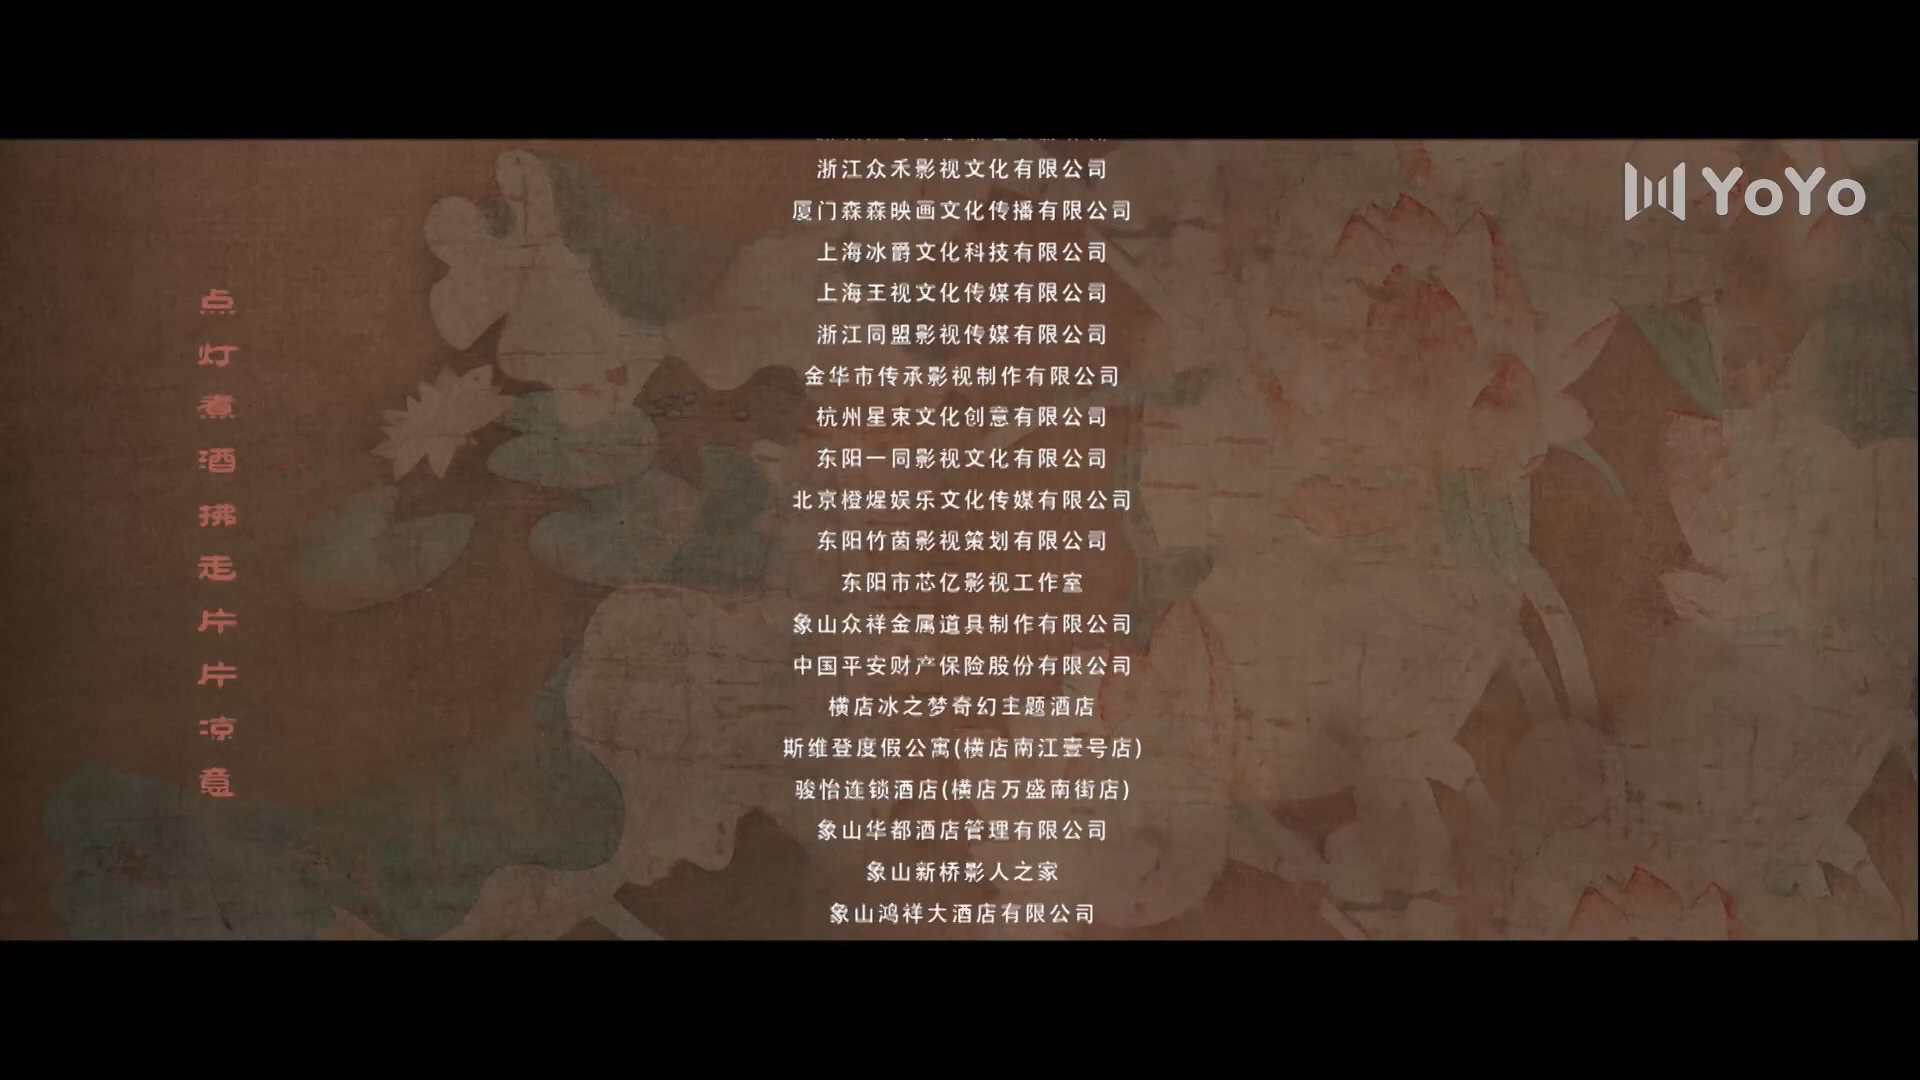 浙江众禾影视文化有限公司
厦门森森映画文化传播有限公司
上海冰爵文化科技有限公司
上海王视文化传媒有限公司
浙江同盟影视传媒有限公司
金华市传承影视制作有限公司
杭州星束文化创意有限公司
东阳一同影视文化有限公司
北京橙煋娱乐文化传媒有限公司
东阳竹茵影视策划有限公司
东阳市芯亿影视工作室
象山众祥金属道具制作有限公司
中国平安财产保险股份有限公司
横店冰之梦奇幻主题酒店
斯维登度假公寓(横店南江壹号店)
骏怡连锁酒店(横店万盛南街店)
象山华都酒店管理有限公司
象山新桥影人之家
象山鸿祥大酒店有限公司
点灯煮酒拂走片片凉意
YoYo